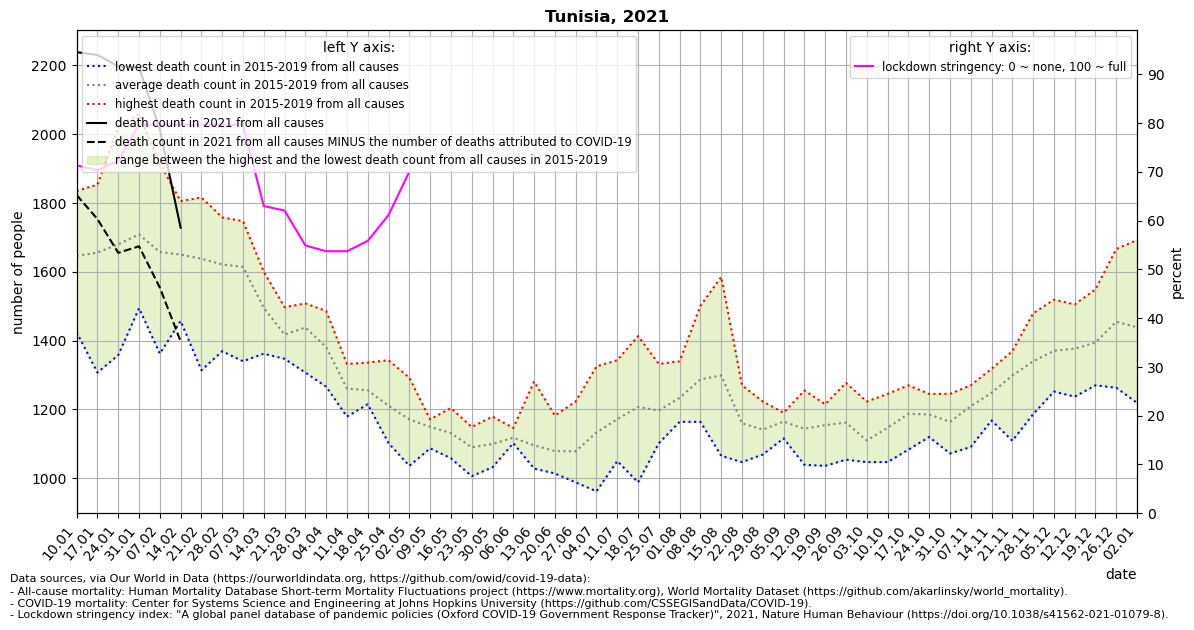 Tunisia, 2021
left Y axis:
lowest death count in 2015-2019 from all causes
average death count in 2015-2019 from all causes
highest death count in 2015-2019 from all causes
death count in 2021 from all causes
death count in 2021 from all causes MINUS the number of deaths attributed to COVID-19
range between the highest and the lowest death count from all causes in 2015-2019
right Y axis:
lockdown stringency: 0 ~ none, 100 ~ full
number of people
2200
2000
1800
1600
1400
1200
1000
percent
90
80
70
60
50
40
30
20
10
0
10.01 17.01 24.01 31.01 07.02 14.02 21.02 28.02 07.03 14.03 21.03 28.03 04.04 11.04 18.04 25.04 02.05 09.05 16.05 23.05 30.05 06.06 13.06 20.06 27.06 04.07 11.07 18.07 25.07 01.08 08.08 15.08 22.08 29.08 05.09 12.09 19.09 26.09 03.10 10.10 17.10 24.10 31.10 07.11 14.11 21.11 28.11 05.12 12.12 19.12 26.12 02.01
date
Data sources, via Our World in Data (https://ourworldindata.org, https://github.com/owid/covid-19-data):
- All-cause mortality: Human Mortality Database Short-term Mortality Fluctuations project (https://www.mortality.org), World Mortality Dataset (https://github.com/akarlinsky/world_mortality).
- COVID-19 mortality: Center for Systems Science and Engineering at Johns Hopkins University (https://github.com/CSSEGISandData/COVID-19).
- Lockdown stringency index: "A global panel database of pandemic policies (Oxford COVID-19 Government Response Tracker)", 2021, Nature Human Behaviour (https://doi.org/10.1038/s41562-021-01079-8).